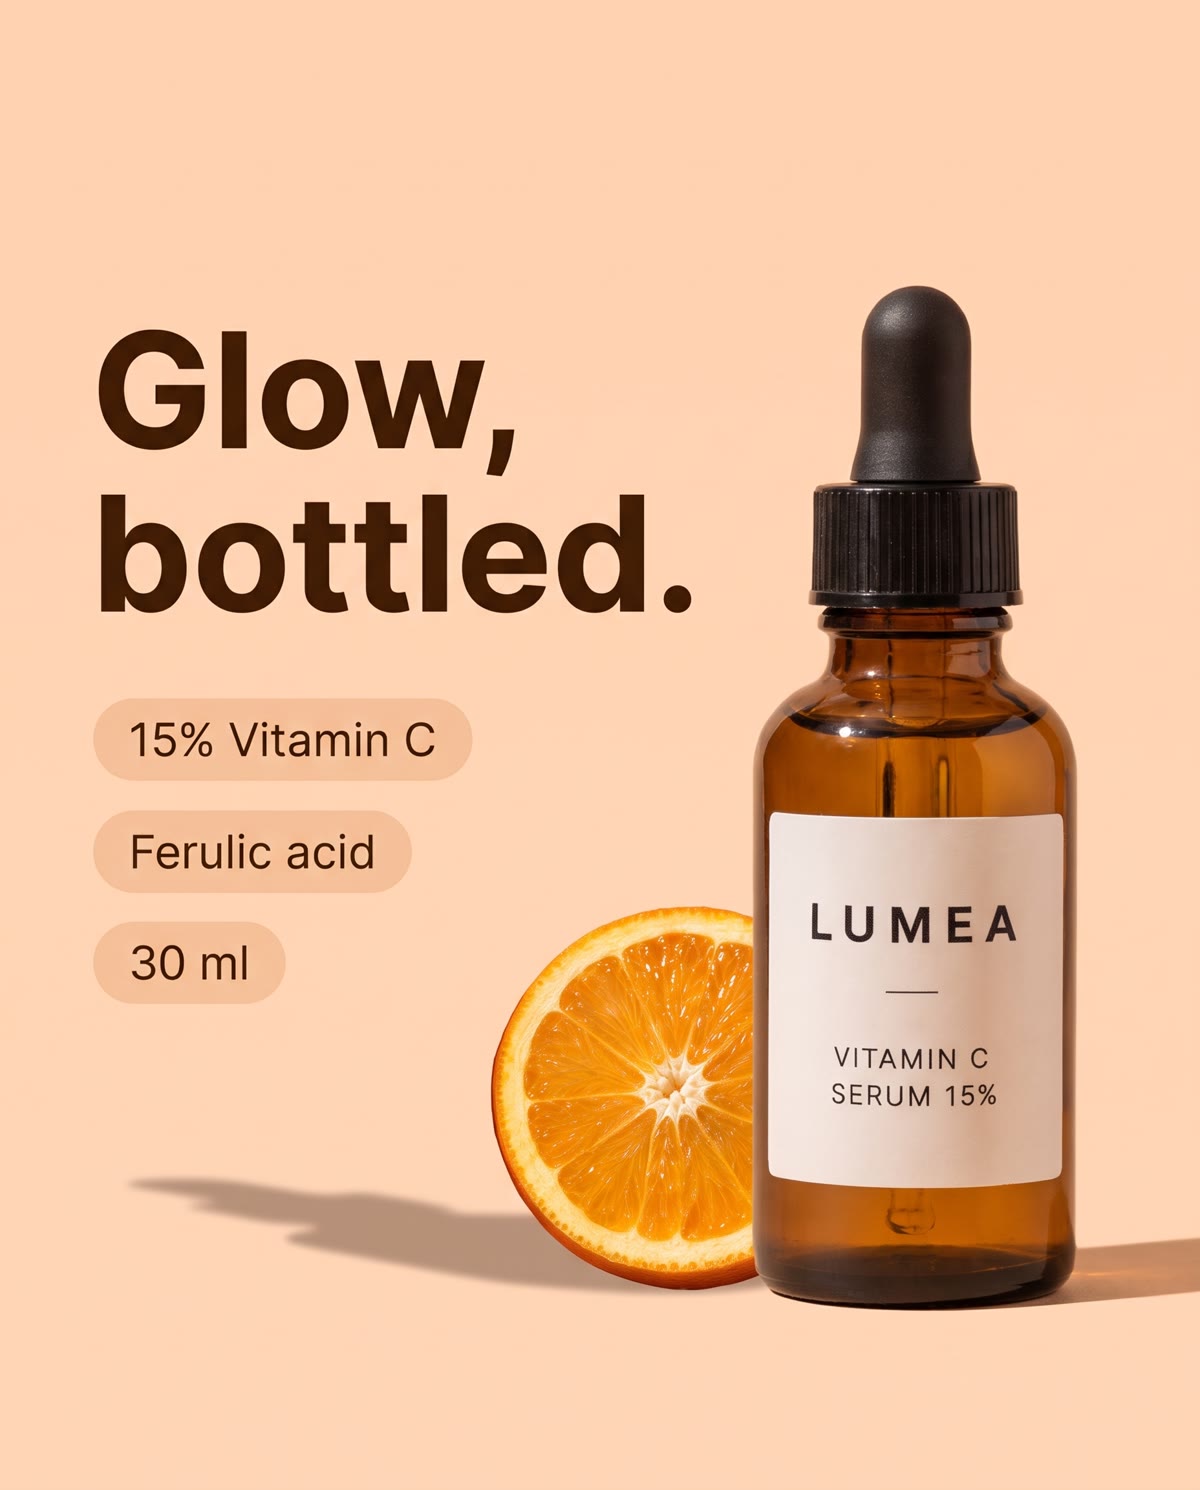 Glow,
bottled.
15% Vitamin C
Ferulic acid
30 ml
LUMEA
VITAMIN C
SERUM 15%